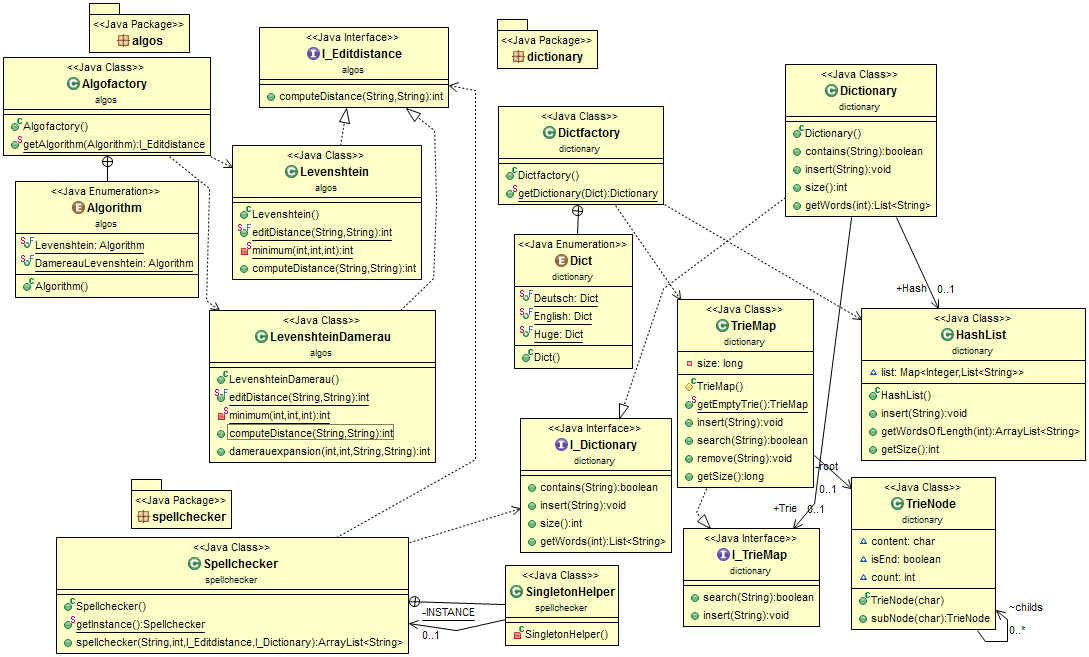 <<Java Package>>
algos
<<Java Class>>
Algofactory
algos
Algofactory()
getAlgorithm(Algorithm):I_Editdistance
<<Java Enumeration>>
Algorithm
algos
Levenshtein: Algorithm
DamereauLevenshtein: Algorithm
Algorithm()
<<Java Interface>>
I_Editdistance
algos
computeDistance(String,String):int
<<Java Class>>
Levenshtein
algos
Levenshtein()
editDistance(String,String):int
minimum(int,int,int):int
computeDistance(String,String):int
<<Java Class>>
LevenshteinDamerau
algos
LevenshteinDamerau()
editDistance(String,String):int
minimum(int,int,int):int
computeDistance(String,String):int
damerauexpansion(int,int,String,String):int
<<Java Package>>
dictionary
<<Java Class>>
Dictfactory
dictionary
Dictfactory()
getDictionary(Dict):Dictionary
<<Java Enumeration>>
Dict
dictionary
Deutsch: Dict
English: Dict
Huge: Dict
Dict()
<<Java Class>>
Dictionary
dictionary
Dictionary()
contains(String):boolean
insert(String):void
size():int
getWords(int):List<String>
+Hash
0..1
<<Java Class>>
TrieMap
dictionary
size: long
TrieMap()
getEmptyTrie():TrieMap
insert(String):void
search(String):boolean
remove(String):void
getSize():long
<<Java Class>>
HashList
dictionary
list: Map<Integer,List<String>>
HashList()
insert(String):void
getWordsOfLength(int):ArrayList<String>
getSize():int
<<Java Interface>>
I_Dictionary
dictionary
contains(String):boolean
insert(String):void
size():int
getWords(int):List<String>
-root
0..1
+Trie
0..1
<<Java Class>>
TrieNode
dictionary
content: char
isEnd: boolean
count: int
TrieNode(char)
subNode(char):TrieNode
~childs
0..*
<<Java Interface>>
I_TrieMap
dictionary
search(String):boolean
insert(String):void
<<Java Package>>
spellchecker
<<Java Class>>
Spellchecker
spellchecker
Spellchecker()
getInstance():Spellchecker
spellchecker(String,int,I_Editdistance,I_Dictionary):ArrayList<String>
-INSTANCE
0..1
<<Java Class>>
SingletonHelper
spellchecker
SingletonHelper()